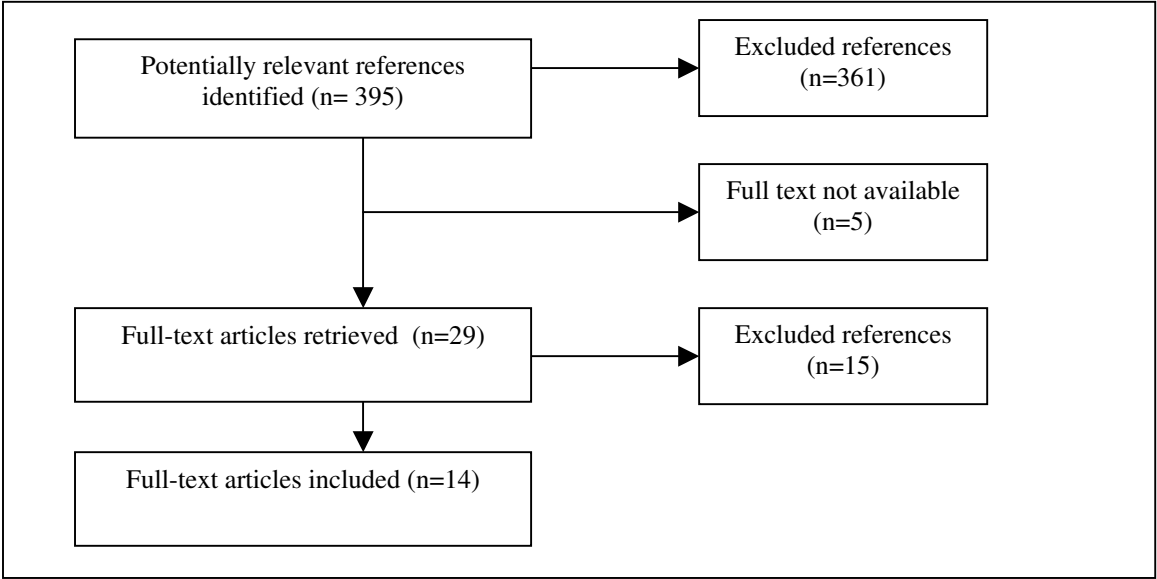 Potentially relevant references
identified (n= 395)
Excluded references
(n=361)
Full text not available
(n=5)
Full-text articles retrieved  (n=29)
Excluded references
(n=15)
Full-text articles included (n=14)